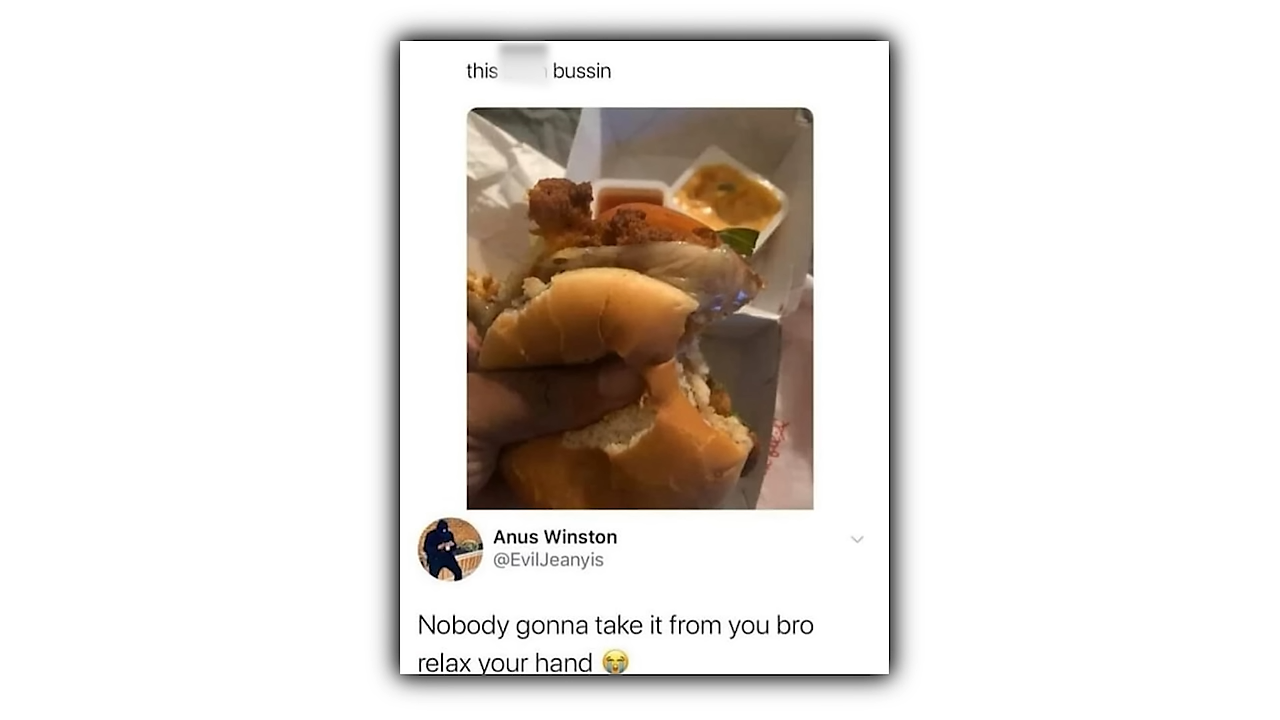 this bussin
Anus Winston
@EvilJeanyis
Nobody gonna take it from you bro
relax your hand 😭